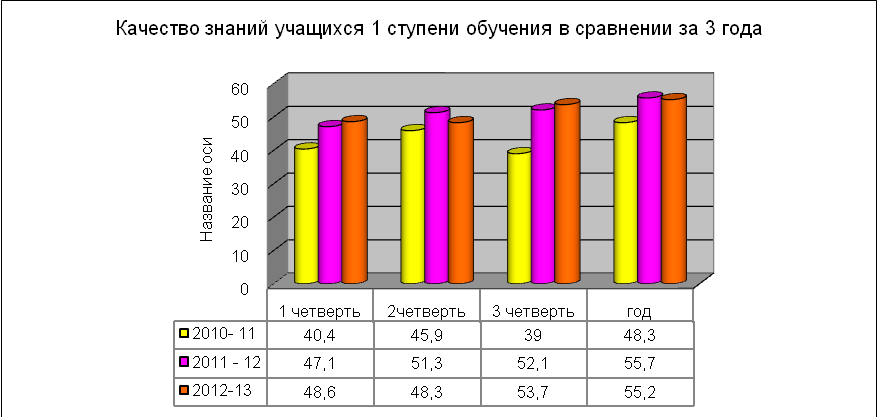 Качество знаний учащихся 1 ступени обучения в сравнении за 3 года
60
50
40
30
20
10
0
Название оси
1 четверть 2четверть 3 четверть год
2010- 11 40,4 45,9 39 48,3
2011 - 12 47,1 51,3 52,1 55,7
2012-13 48,6 48,3 53,7 55,2